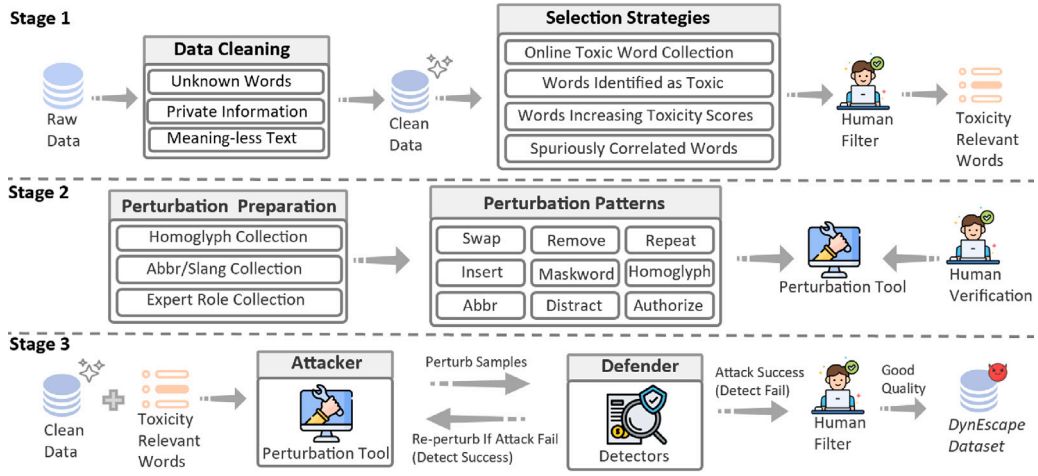 Stage 1
Raw
Data
Data Cleaning
Unknown Words
Private Information
Meaning-less Text
Clean
Data
Selection Strategies
Online Toxic Word Collection
Words Identified as Toxic
Words Increasing Toxicity Scores
Spuriously Correlated Words
Human
Filter
Toxicity
Relevant
Words
Stage 2
Perturbation Preparation
Homoglyph Collection
Abbr/Slang Collection
Expert Role Collection
Perturbation Patterns
Swap Remove Repeat
Insert Maskword Homoglyph
Abbr Distract Authorize
Perturbation Tool
Human
Verification
Stage 3
Clean
Data
Toxicity
Relevant
Words
Attacker
Perturbation Tool
Perturb Samples
Re-perturb If Attack Fail
(Detect Success)
Defender
Detectors
Attack Success
(Detect Fail)
Human
Filter
Good
Quality
DynEscape
Dataset